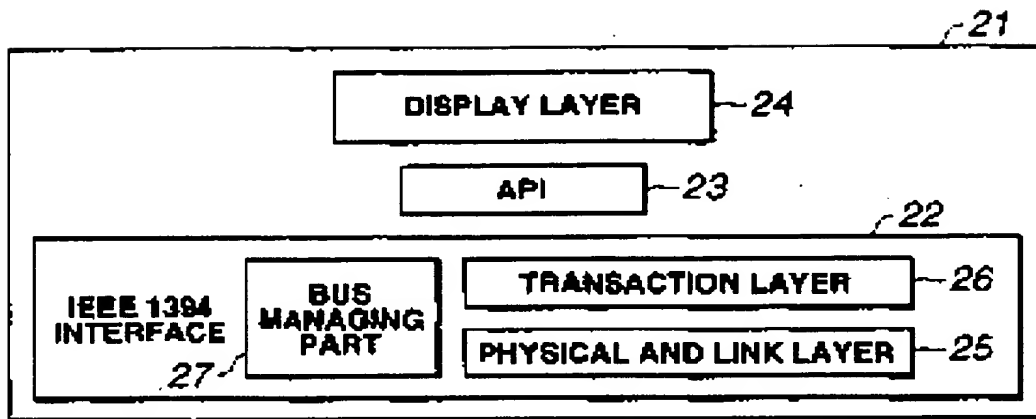 21
DISPLAY LAYER 24
API 23
22
IEEE 1394
INTERFACE
BUS
MANAGING
PART
27
TRANSACTION LAYER 26
PHYSICAL AND LINK LAYER 25